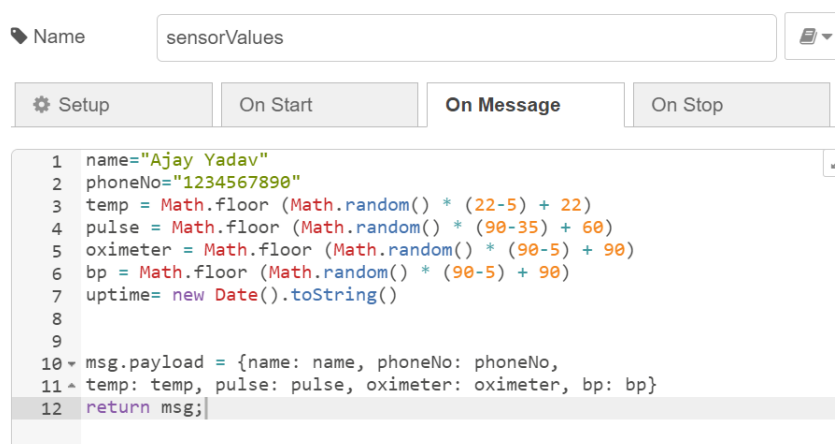 Name
sensorValues
Setup
On Start
On Message
On Stop
1 name="Ajay Yadav"
2 phoneNo="1234567890"
3 temp = Math.floor (Math.random() * (22-5) + 22)
4 pulse = Math.floor (Math.random() * (90-35) + 60)
5 oximeter = Math.floor (Math.random() * (90-5) + 90)
6 bp = Math.floor (Math.random() * (90-5) + 90)
7 uptime= new Date().toString()
8
9
10 msg.payload = {name: name, phoneNo: phoneNo,
11 temp: temp, pulse: pulse, oximeter: oximeter, bp: bp}
12 return msg;